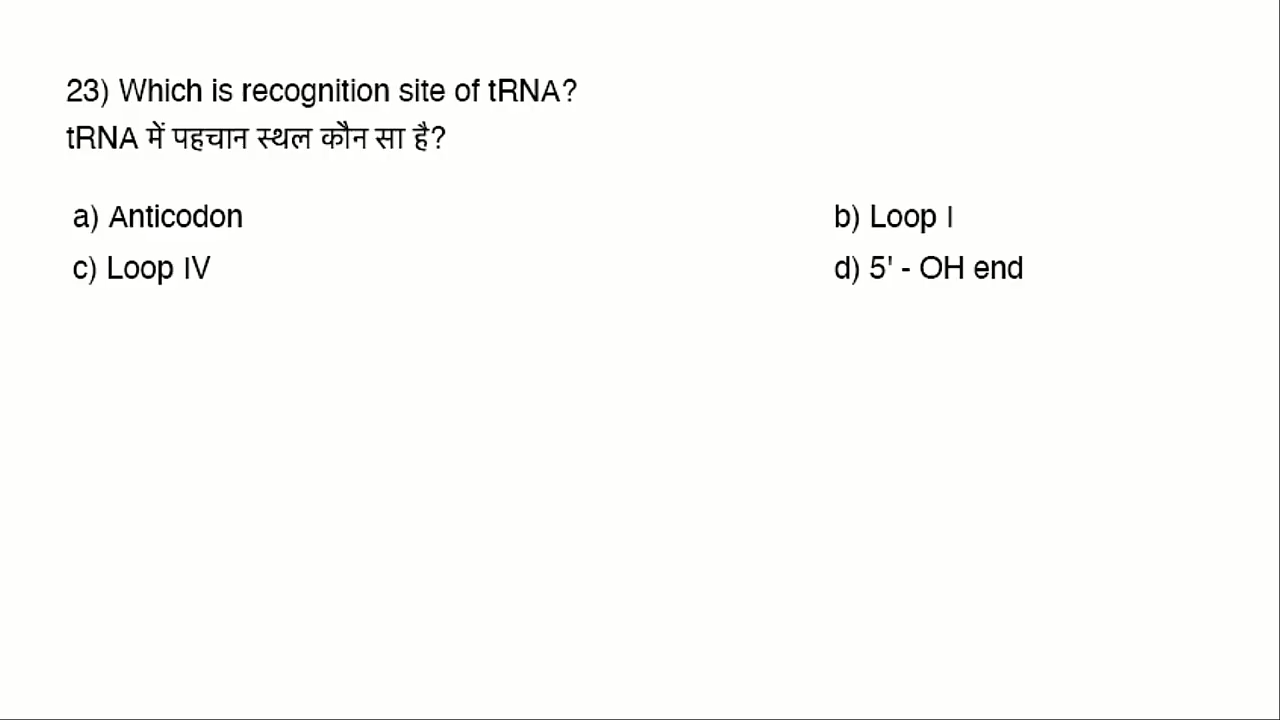 23) Which is recognition site of tRNA?
tRNA में पहचान स्थल कौन सा है?
a) Anticodon
b) Loop I
c) Loop IV
d) 5' - OH end